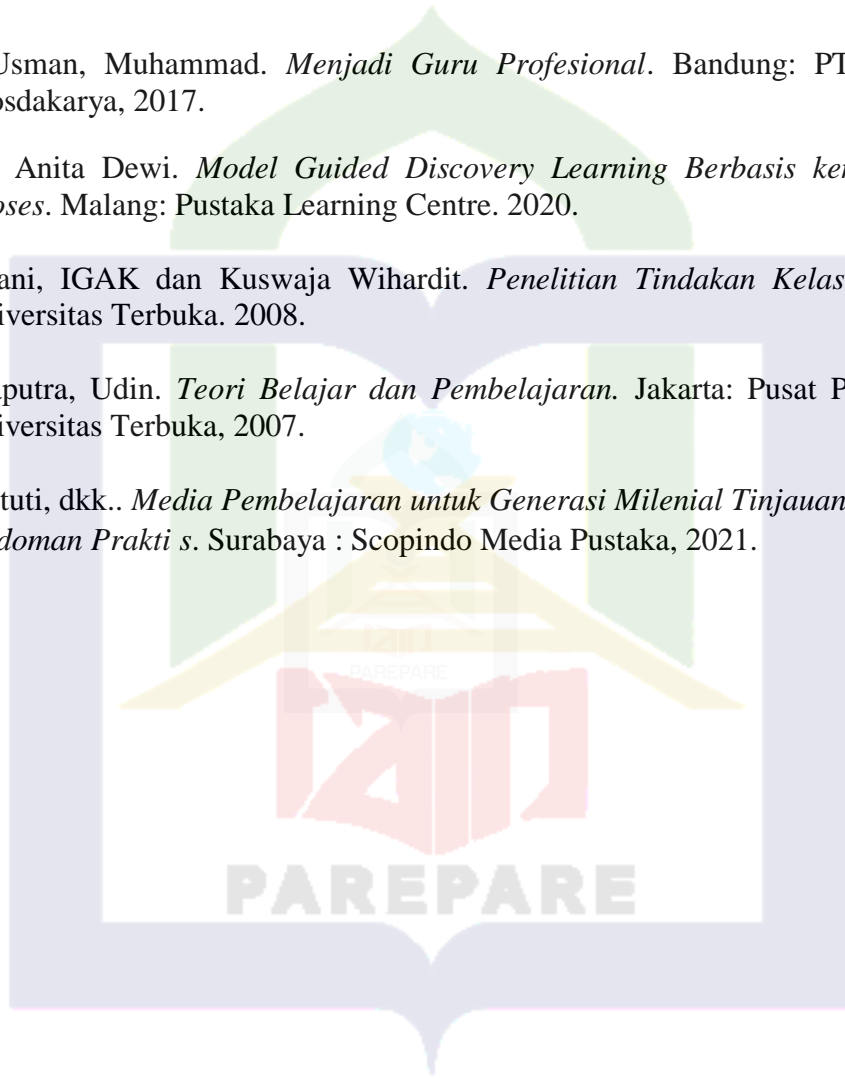 Usman, Muhammad. Menjadi Guru Profesional. Bandung: PT
osdakarya, 2017.
Anita Dewi. Model Guided Discovery Learning Berbasis ker
oses. Malang: Pustaka Learning Centre. 2020.
ani, IGAK dan Kuswaja Wihardit. Penelitian Tindakan Kelas
iversitas Terbuka. 2008.
aputra, Udin. Teori Belajar dan Pembelajaran. Jakarta: Pusat P
iversitas Terbuka, 2007.
tuti, dkk.. Media Pembelajaran untuk Generasi Milenial Tinjauan
doman Prakti s. Surabaya : Scopindo Media Pustaka, 2021.
PAREPARE
PAREPARE